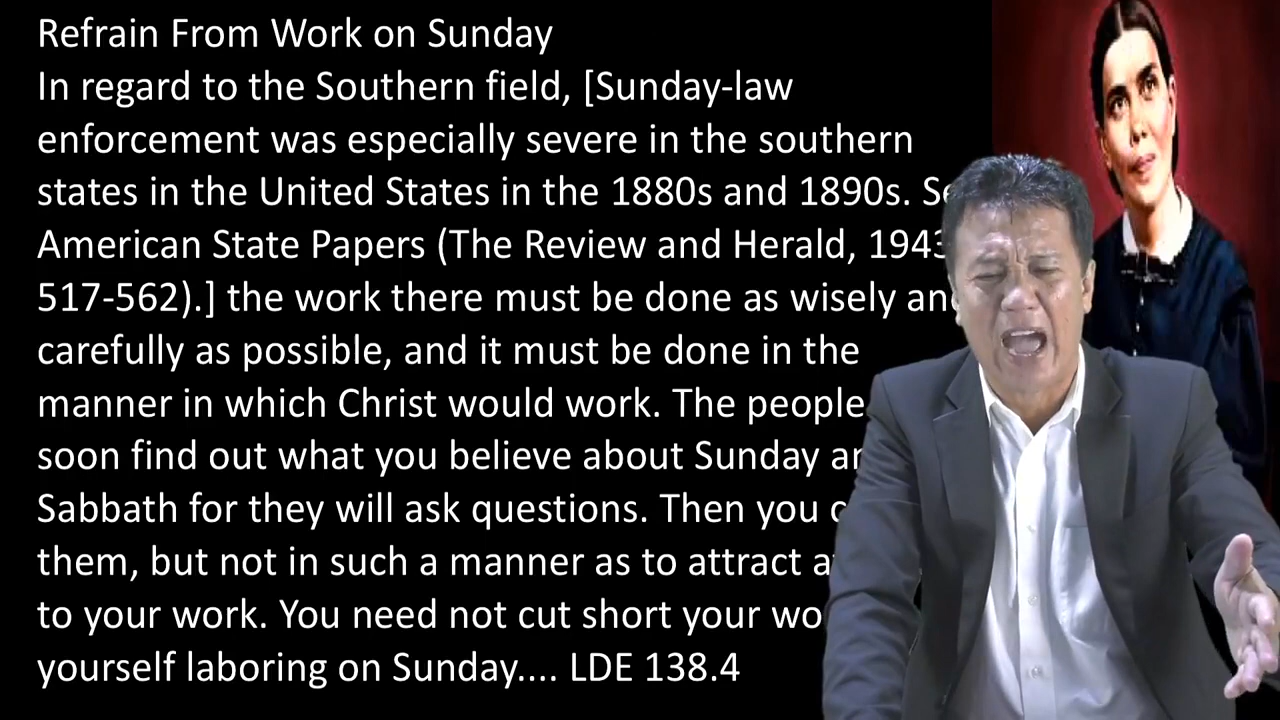 Refrain From Work on Sunday
In regard to the Southern field, [Sunday-law
enforcement was especially severe in the southern
states in the United States in the 1880s and 1890s.
American State Papers (The Review and Herald, 1943
517-562).] the work there must be done as wisely and
carefully as possible, and it must be done in the
manner in which Christ would work. The people
soon find out what you believe about Sunday
Sabbath for they will ask questions. Then you
them, but not in such a manner as to attract
to your work. You need not cut short your
yourself laboring on Sunday.... LDE 138.4